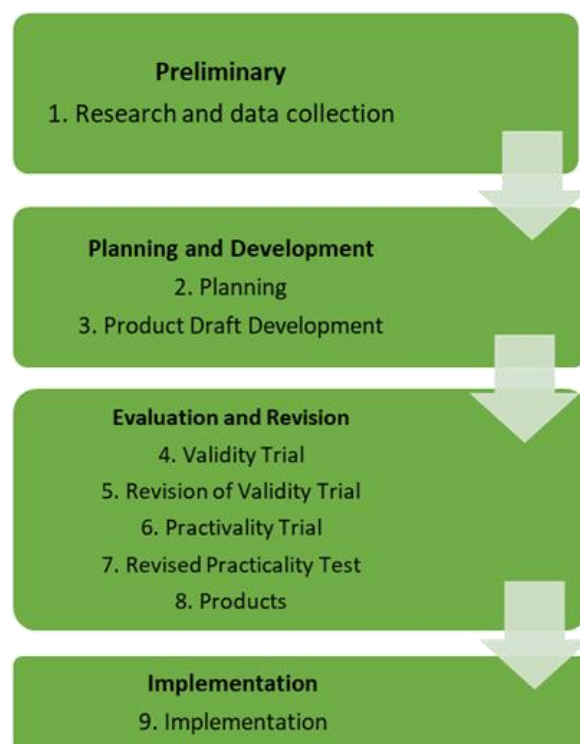 Preliminary
1. Research and data collection
Planning and Development
2. Planning
3. Product Draft Development
Evaluation and Revision
4. Validity Trial
5. Revision of Validity Trial
6. Practivality Trial
7. Revised Practicality Test
8. Products
Implementation
9. Implementation